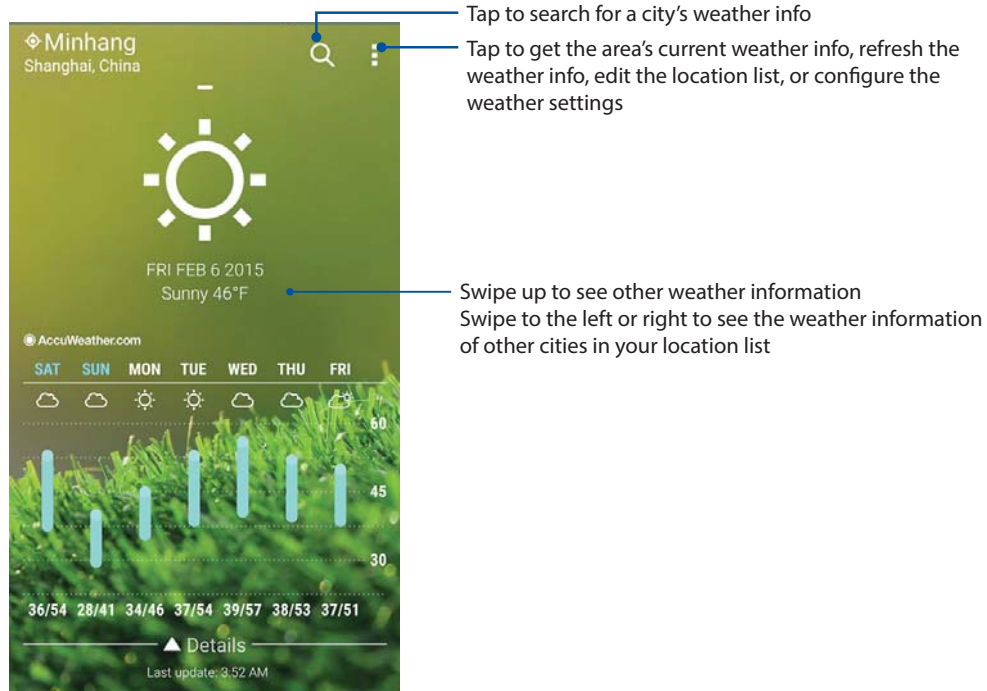 Tap to search for a city's weather info
Tap to get the area's current weather info, refresh the
weather info, edit the location list, or configure the
weather settings
Minhang
Shanghai, China
FRI FEB 6 2015
Sunny 46°F
Swipe up to see other weather information
Swipe to the left or right to see the weather information
of other cities in your location list
AccuWeather.com
SAT SUN MON TUE WED THU FRI
60
45
30
36/54 28/41 34/46 37/54 39/57 38/53 37/51
Details
Last update: 3:52 AM